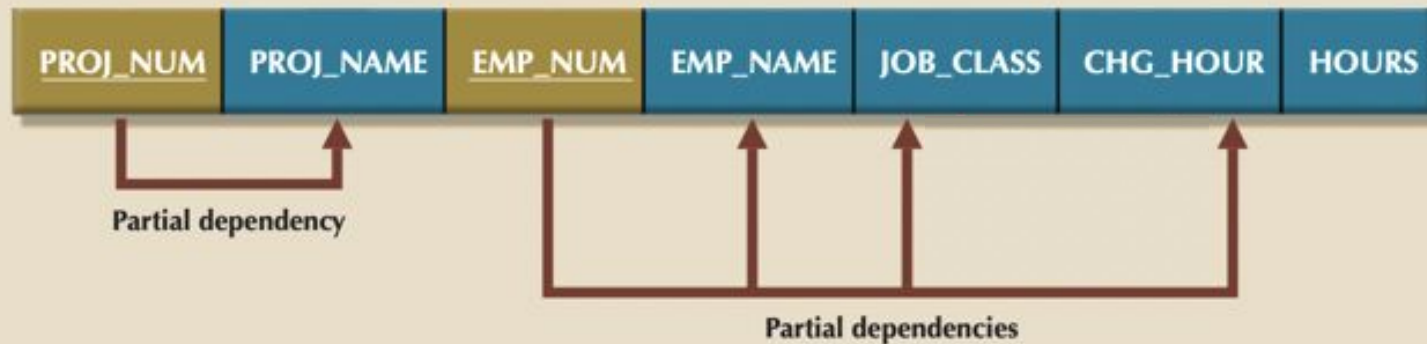 PROJ_NUM PROJ_NAME EMP_NUM EMP_NAME JOB_CLASS CHG_HOUR HOURS
Partial dependency
Partial dependencies